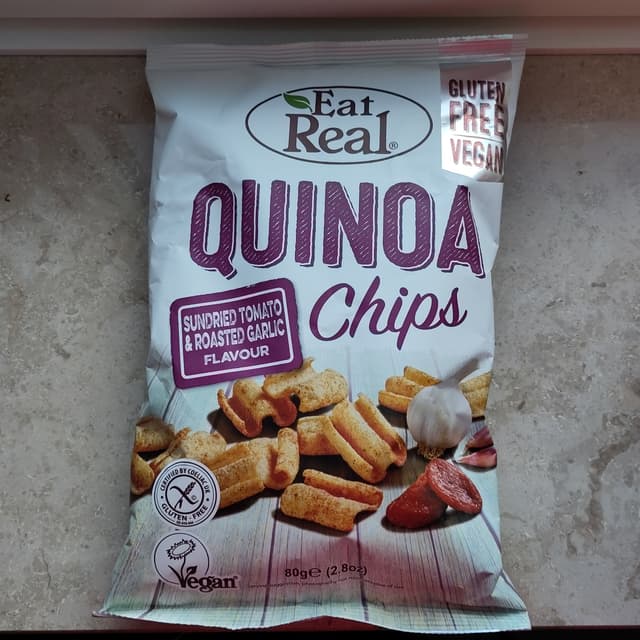 Eat
Real®
GLUTEN
FREE
VEGAN
QUINOA
Chips
SUNDRIED TOMATO
& ROASTED GARLIC
FLAVOUR
CERTIFIED BY COELIAC UK
GLUTEN - FREE
Vegan
80g℮ (2.8oz)